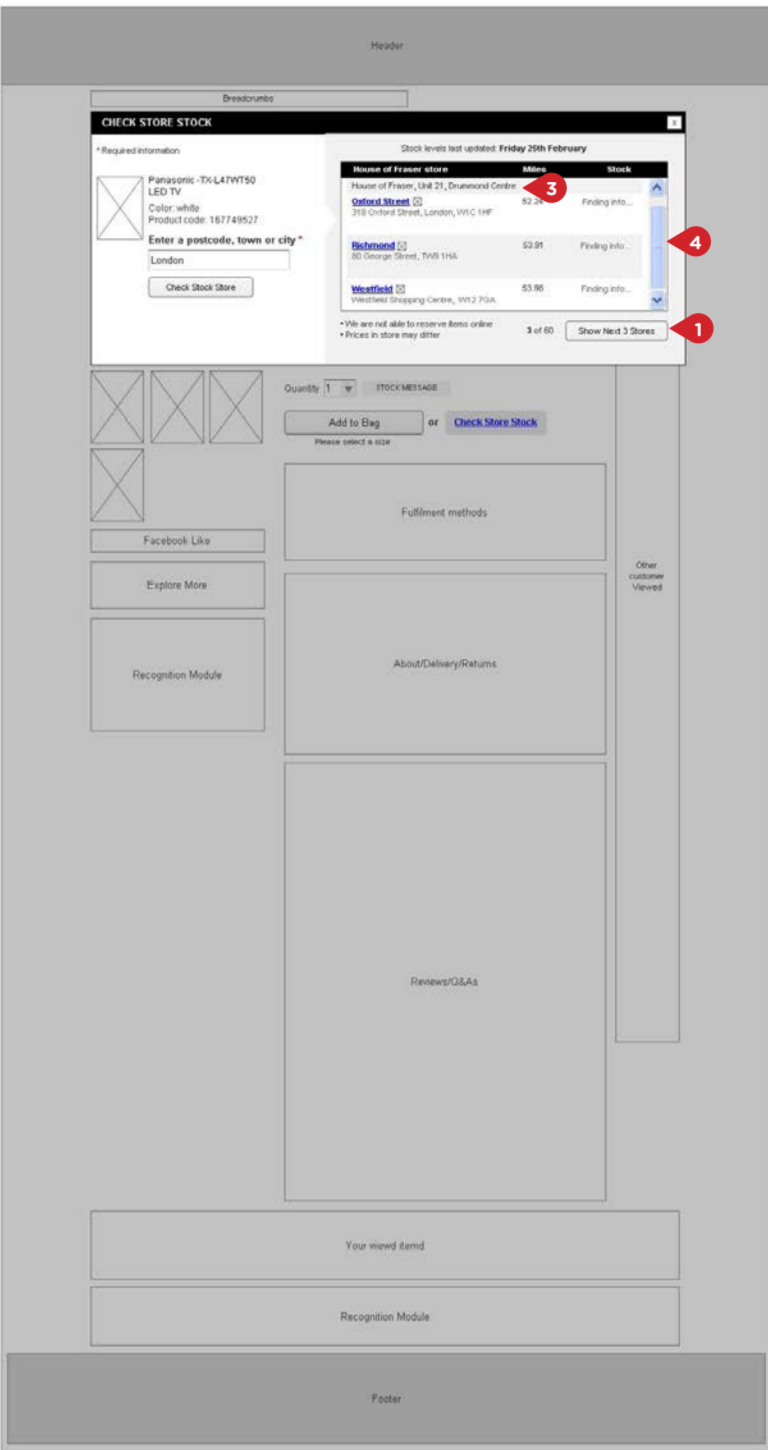 Header
Breadcrumbs
CHECK STORE STOCK
x
* Required information
Panasonic -TX-L47WT50
LED TV
Color: white
Product code: 167749527
Enter a postcode, town or city *
London
Check Stock Store
Stock levels last updated: Friday 25th February
House of Fraser store Miles Stock
House of Fraser, Unit 21, Drummond Centre
3
Oxford Street 52.24 Finding info...
318 Oxford Street, London, W1C 1HF
4
Richmond 53.91 Finding info...
80 George Street, TW9 1HA
Westfield 53.98 Finding info...
Westfield Shopping Centre, W12 7GA
• We are not able to reserve items online
• Prices in store may differ
3 of 60 Show Next 3 Stores
1
Quantity 1 STOCK MESSAGE
Add to Bag or Check Store Stock
Please select a size
Fulfilment methods
Facebook Like
Explore More
Other
customer
Viewed
Recognition Module
About/Delivery/Returns
Reviews/Q&As
Your viewd itemd
Recognition Module
Footer